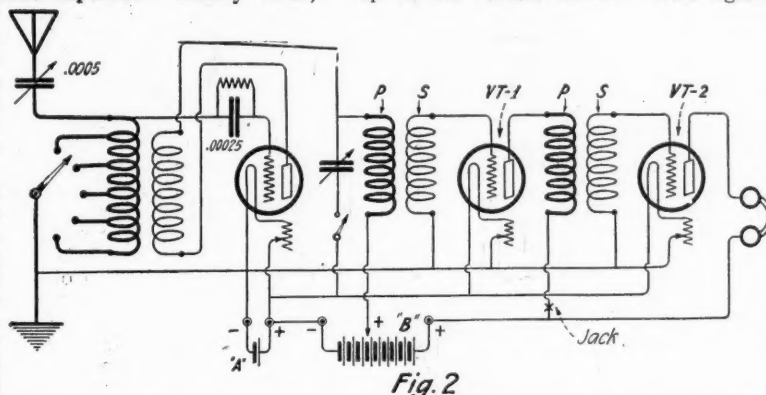 .0005
P S VT-1 P S VT-2
.00025
- + - + "B" +
"A"
Jack
Fig. 2